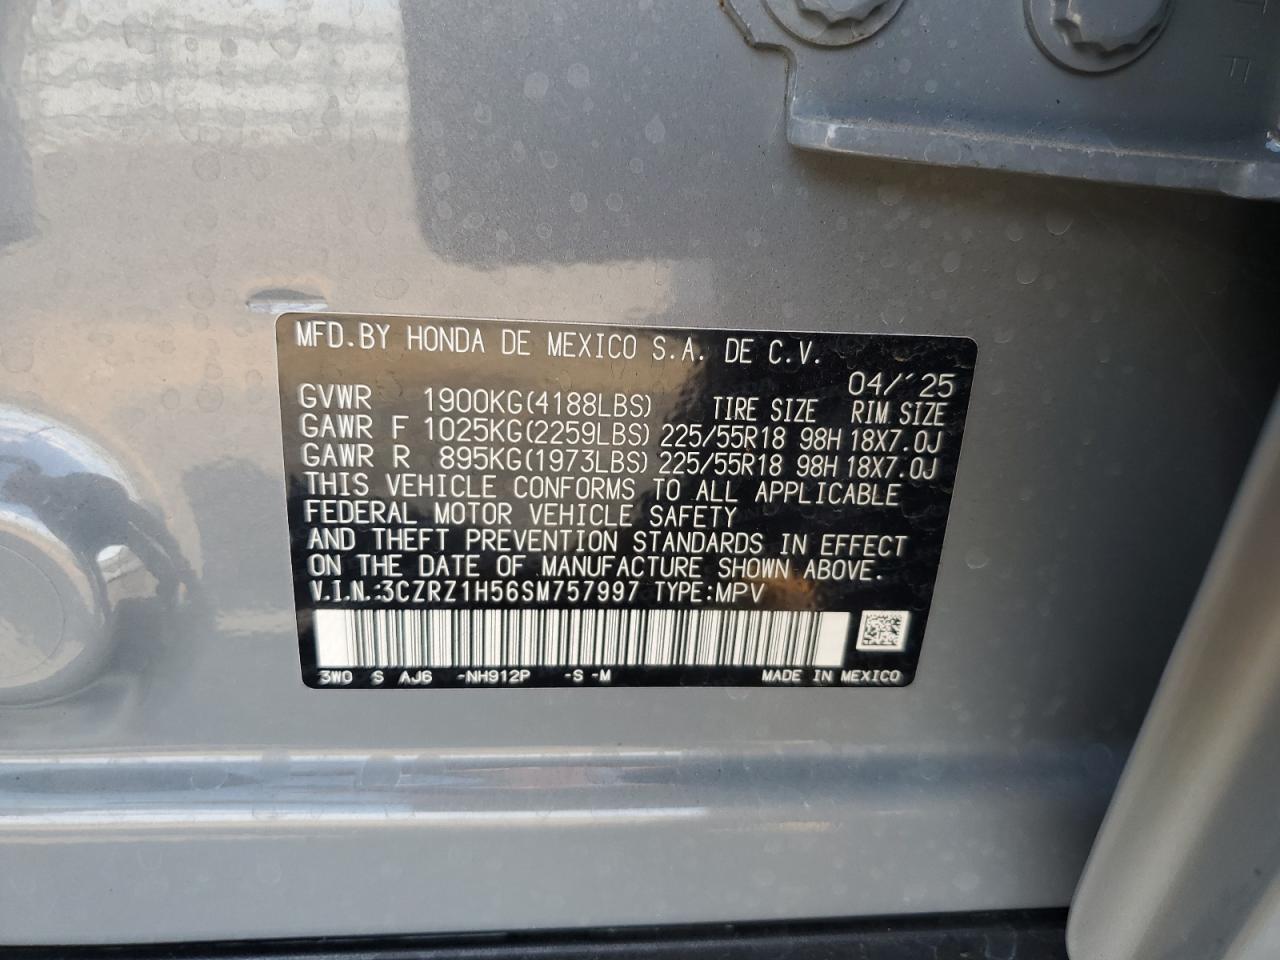 MFD.BY HONDA DE MEXICO S.A. DE C.V.
04/'25
GVWR 1900KG(4188LBS) TIRE SIZE RIM SIZE
GAWR F 1025KG(2259LBS) 225/55R18 98H 18X7.0J
GAWR R 895KG(1973LBS) 225/55R18 98H 18X7.0J
THIS VEHICLE CONFORMS TO ALL APPLICABLE
FEDERAL MOTOR VEHICLE SAFETY
AND THEFT PREVENTION STANDARDS IN EFFECT
ON THE DATE OF MANUFACTURE SHOWN ABOVE.
V.I.N.:3CZRZ1H56SM757997 TYPE:MPV
3W0 S AJ6 -NH912P -S -M MADE IN MEXICO